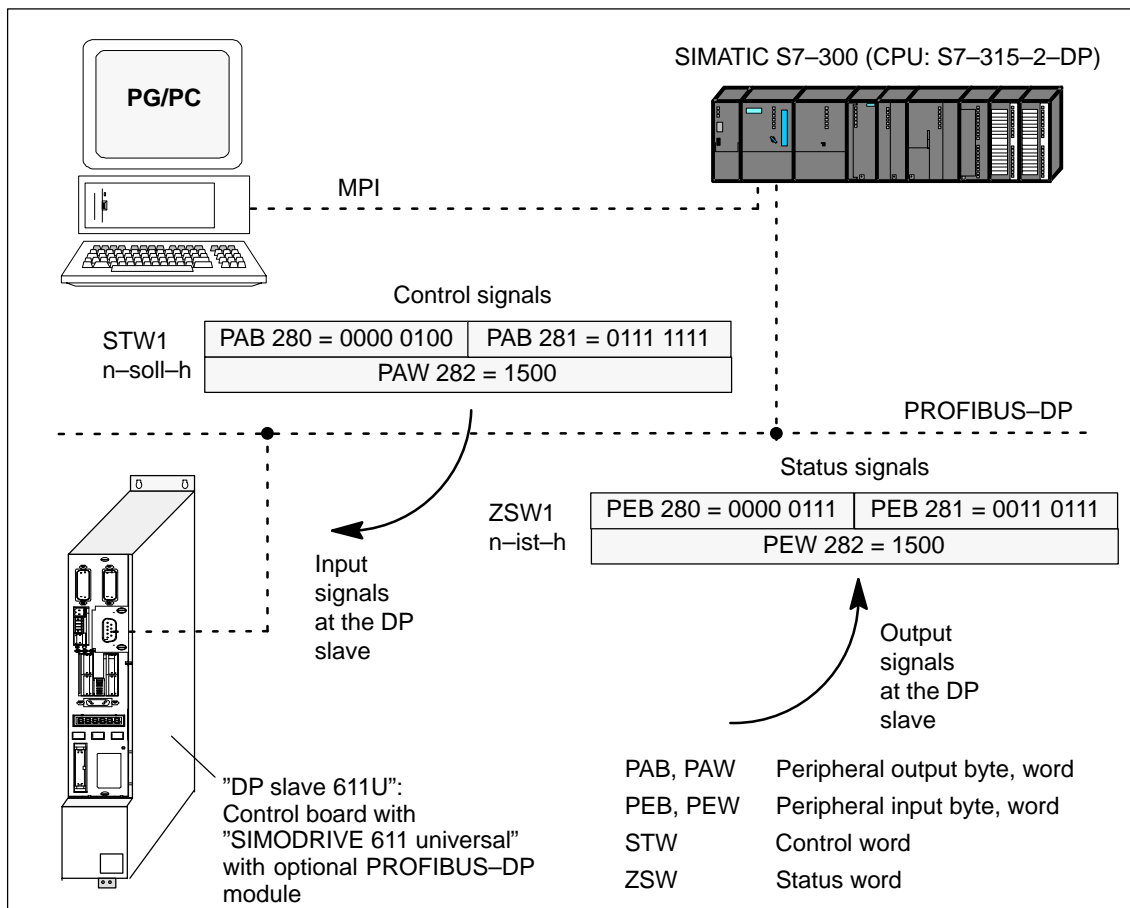 PG/PC
SIMATIC S7–300 (CPU: S7–315–2–DP)
MPI
Control signals
STW1
PAB 280 = 0000 0100
PAB 281 = 0111 1111
n–soll–h
PAW 282 = 1500
PROFIBUS–DP
Status signals
ZSW1
PEB 280 = 0000 0111
PEB 281 = 0011 0111
n–ist–h
PEW 282 = 1500
Input
signals
at the DP
slave
Output
signals
at the DP
slave
”DP slave 611U”:
Control board with
”SIMODRIVE 611 universal”
with optional PROFIBUS–DP
module
PAB, PAW Peripheral output byte, word
PEB, PEW Peripheral input byte, word
STW Control word
ZSW Status word